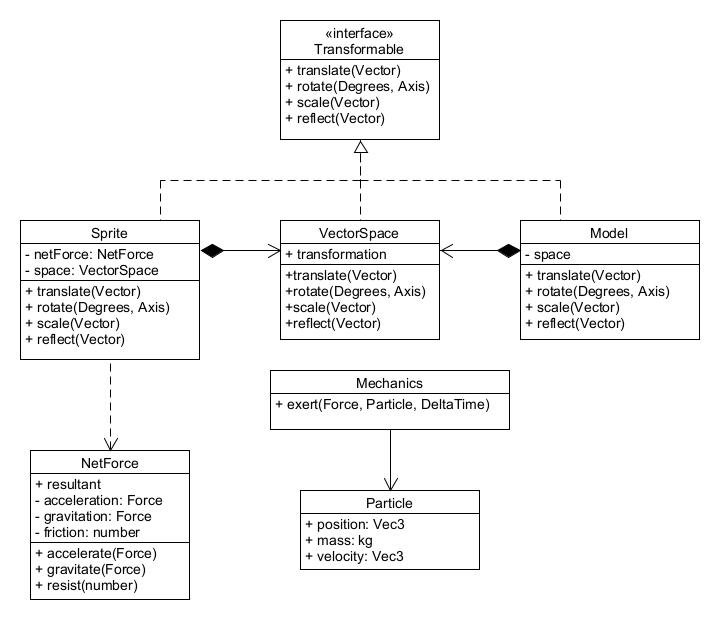 «interface»
Transformable
+ translate(Vector)
+ rotate(Degrees, Axis)
+ scale(Vector)
+ reflect(Vector)
Sprite
- netForce: NetForce
- space: VectorSpace
+ translate(Vector)
+ rotate(Degrees, Axis)
+ scale(Vector)
+ reflect(Vector)
VectorSpace
+ transformation
+translate(Vector)
+rotate(Degrees, Axis)
+scale(Vector)
+reflect(Vector)
Model
- space
+ translate(Vector)
+ rotate(Degrees, Axis)
+ scale(Vector)
+ reflect(Vector)
Mechanics
+ exert(Force, Particle, DeltaTime)
NetForce
+ resultant
- acceleration: Force
- gravitation: Force
- friction: number
+ accelerate(Force)
+ gravitate(Force)
+ resist(number)
Particle
+ position: Vec3
+ mass: kg
+ velocity: Vec3